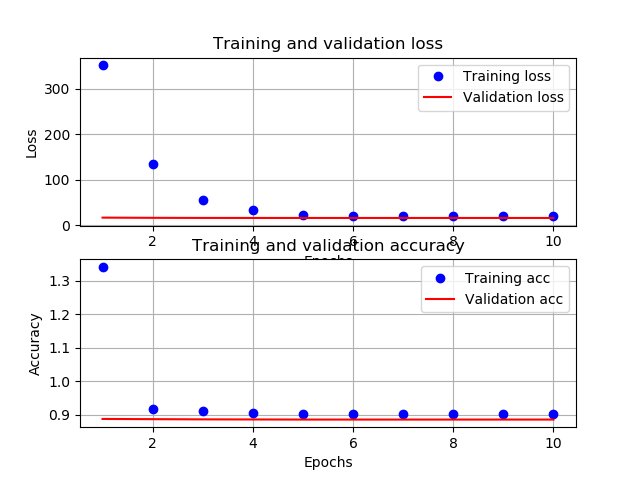 Training and validation loss
300
200
100
0
Loss
Training loss
Validation loss
2
4
6
8
10
Epochs
Training and validation accuracy
1.3
1.2
1.1
1.0
0.9
Accuracy
Training acc
Validation acc
2
4
6
8
10
Epochs